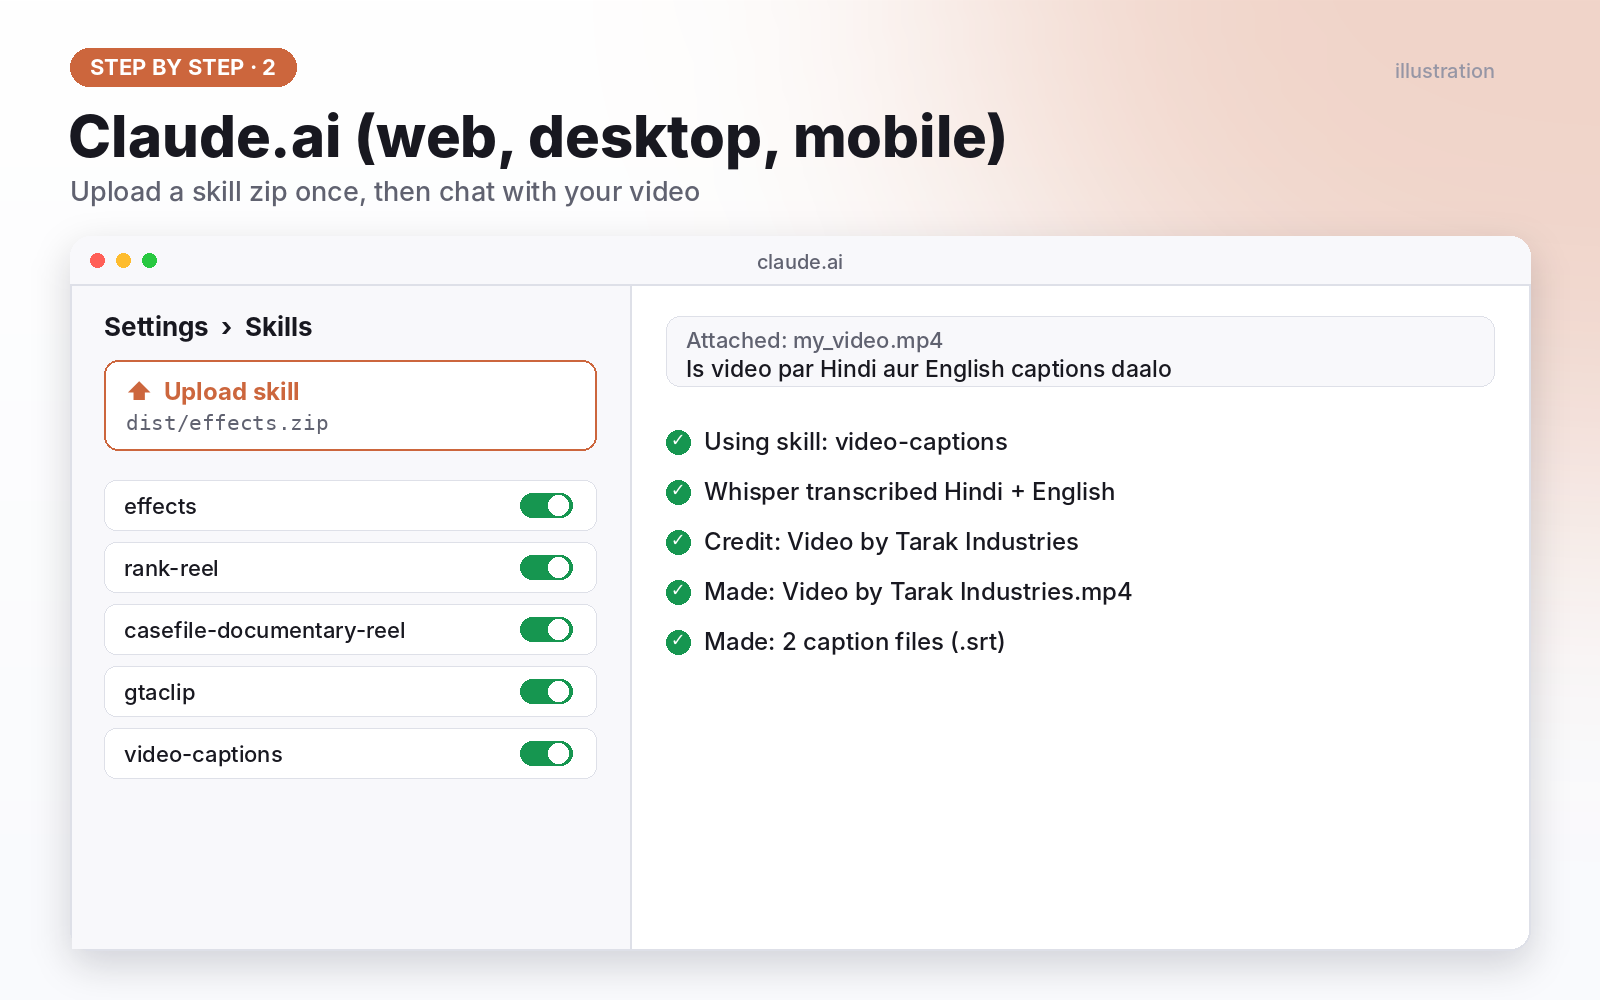 STEP BY STEP · 2
illustration
Claude.ai (web, desktop, mobile)
Upload a skill zip once, then chat with your video
claude.ai
Settings › Skills
Upload skill
dist/effects.zip
effects
rank-reel
casefile-documentary-reel
gtaclip
video-captions
Attached: my_video.mp4
Is video par Hindi aur English captions daalo
✓ Using skill: video-captions
✓ Whisper transcribed Hindi + English
✓ Credit: Video by Tarak Industries
✓ Made: Video by Tarak Industries.mp4
✓ Made: 2 caption files (.srt)